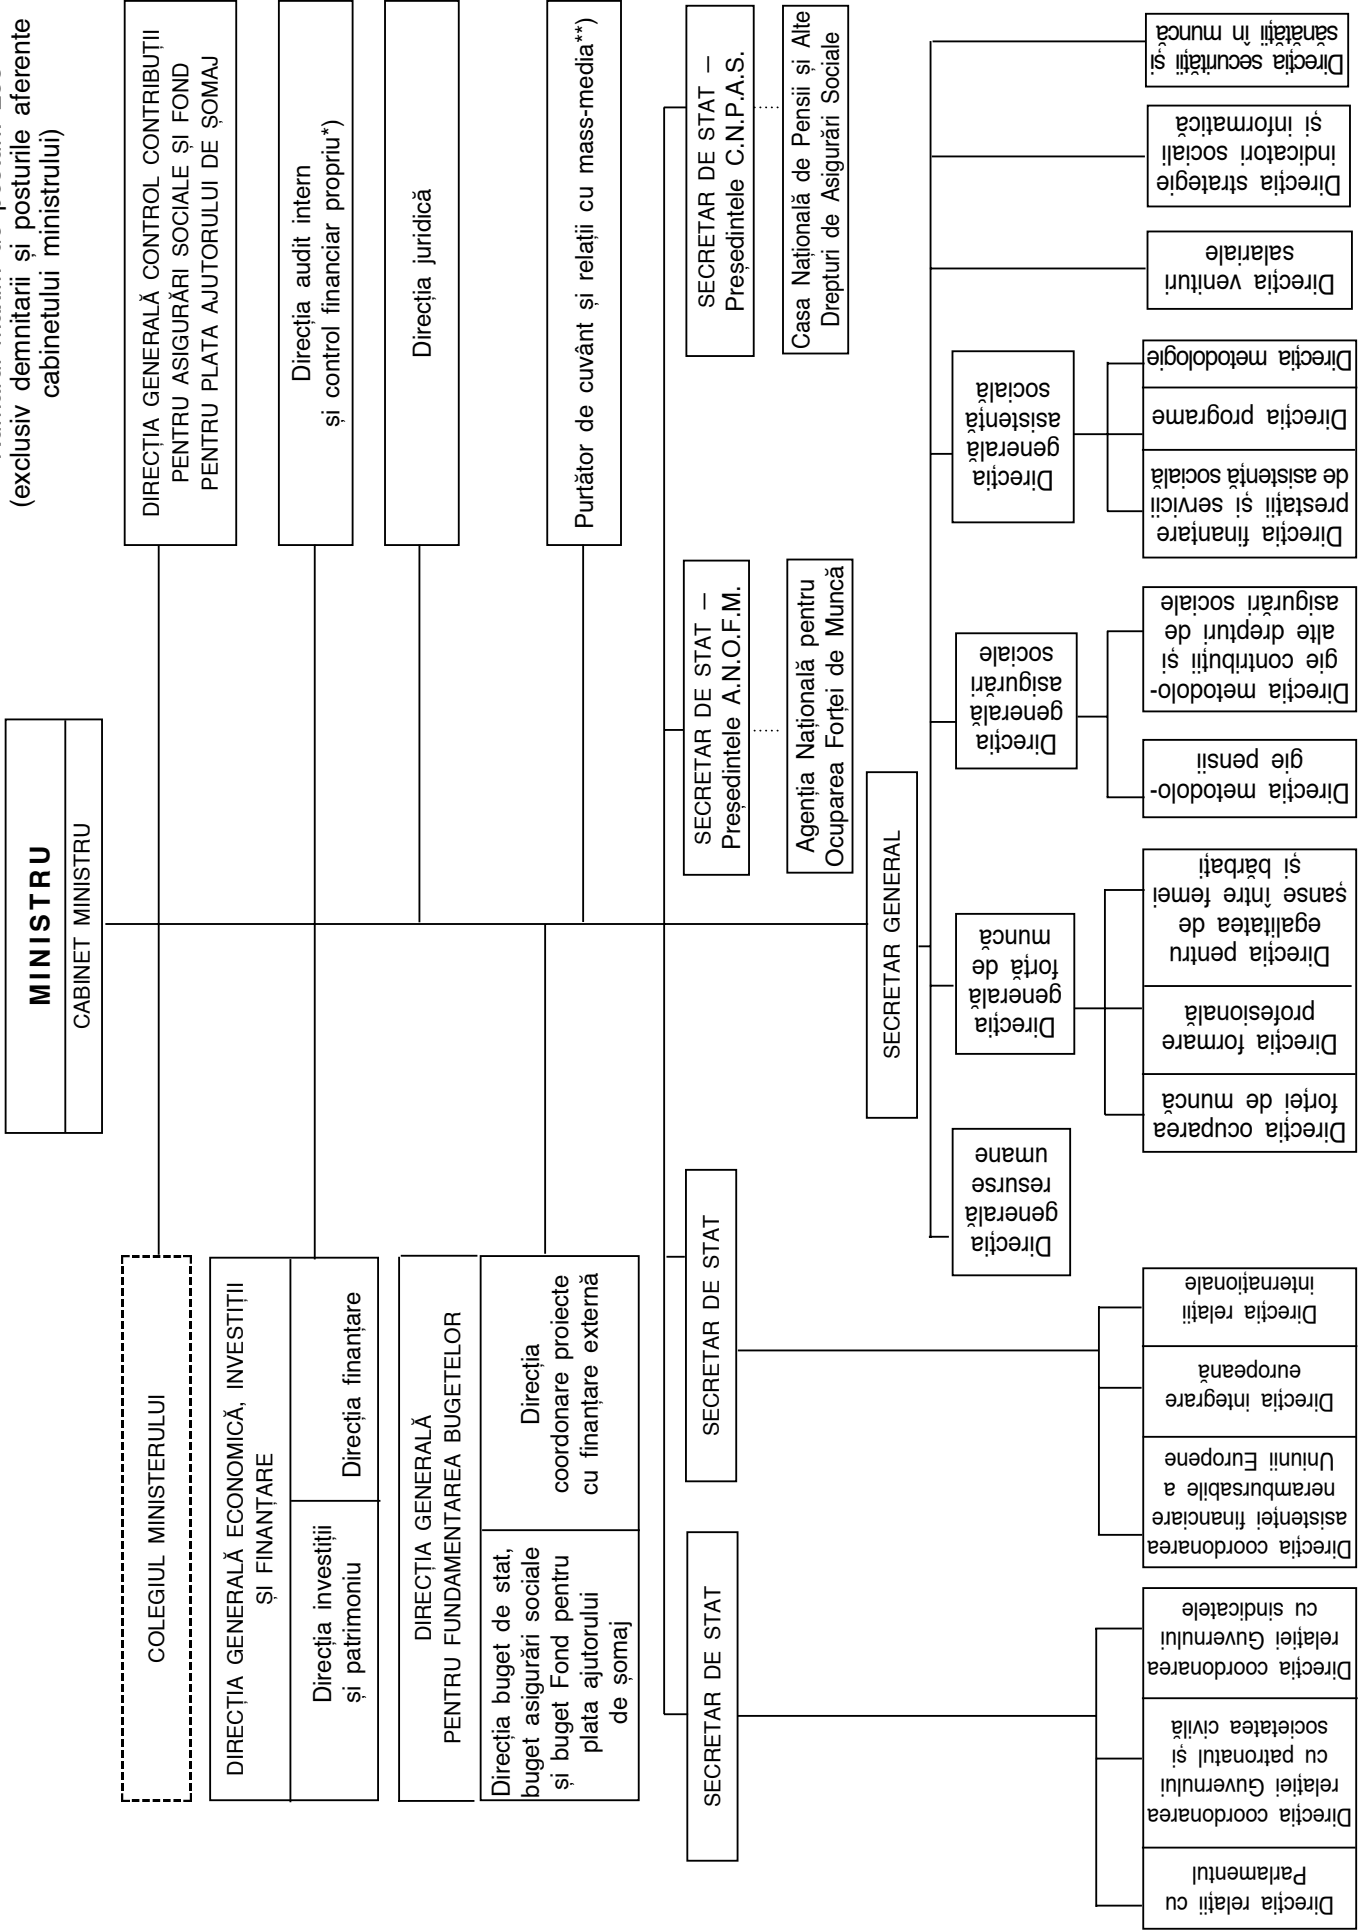 (exclusiv demnitarii și posturile aferente
cabinetului ministrului)
MINISTRU
CABINET MINISTRU
COLEGIUL MINISTERULUI
DIRECȚIA GENERALĂ CONTROL CONTRIBUȚII
PENTRU ASIGURĂRI SOCIALE ȘI FOND
PENTRU PLATA AJUTORULUI DE ȘOMAJ
DIRECȚIA GENERALĂ ECONOMICĂ, INVESTIȚII
ȘI FINANȚARE
Direcția investiții
și patrimoniu
Direcția finanțare
Direcția audit intern
și control financiar propriu*)
Direcția juridică
DIRECȚIA GENERALĂ
PENTRU FUNDAMENTAREA BUGETELOR
Direcția buget de stat,
buget asigurări sociale
și buget Fond pentru
plata ajutorului
de șomaj
Direcția
coordonare proiecte
cu finanțare externă
Purtător de cuvânt și relații cu mass-media**)
SECRETAR DE STAT
SECRETAR DE STAT
SECRETAR DE STAT —
Președintele A.N.O.F.M.
Agenția Națională pentru
Ocuparea Forței de Muncă
SECRETAR DE STAT —
Președintele C.N.P.A.S.
Casa Națională de Pensii și Alte
Drepturi de Asigurări Sociale
SECRETAR GENERAL
Direcția
generală
resurse
umane
Direcția
generală
forță de
muncă
Direcția
generală
asigurări
sociale
Direcția
generală
asistență
socială
Direcția relații cu
Parlamentul
Direcția coordonarea
relației Guvernului
cu patronatul și
societatea civilă
Direcția coordonarea
relației Guvernului
cu sindicatele
Direcția coordonarea
asistenței financiare
nerambursabile a
Uniunii Europene
Direcția integrare
europeană
Direcția relații
internaționale
Direcția ocuparea
forței de muncă
Direcția formare
profesională
Direcția pentru
egalitatea de
șanse între femei
și bărbați
Direcția metodolo-
gie pensii
Direcția metodolo-
gie contribuții și
alte drepturi de
asigurări sociale
Direcția finanțare
prestații și servicii
de asistență socială
Direcția programe
Direcția metodologie
Direcția venituri
salariale
Direcția strategie
indicatori sociali
și informatică
Direcția securității și
sănătății în muncă